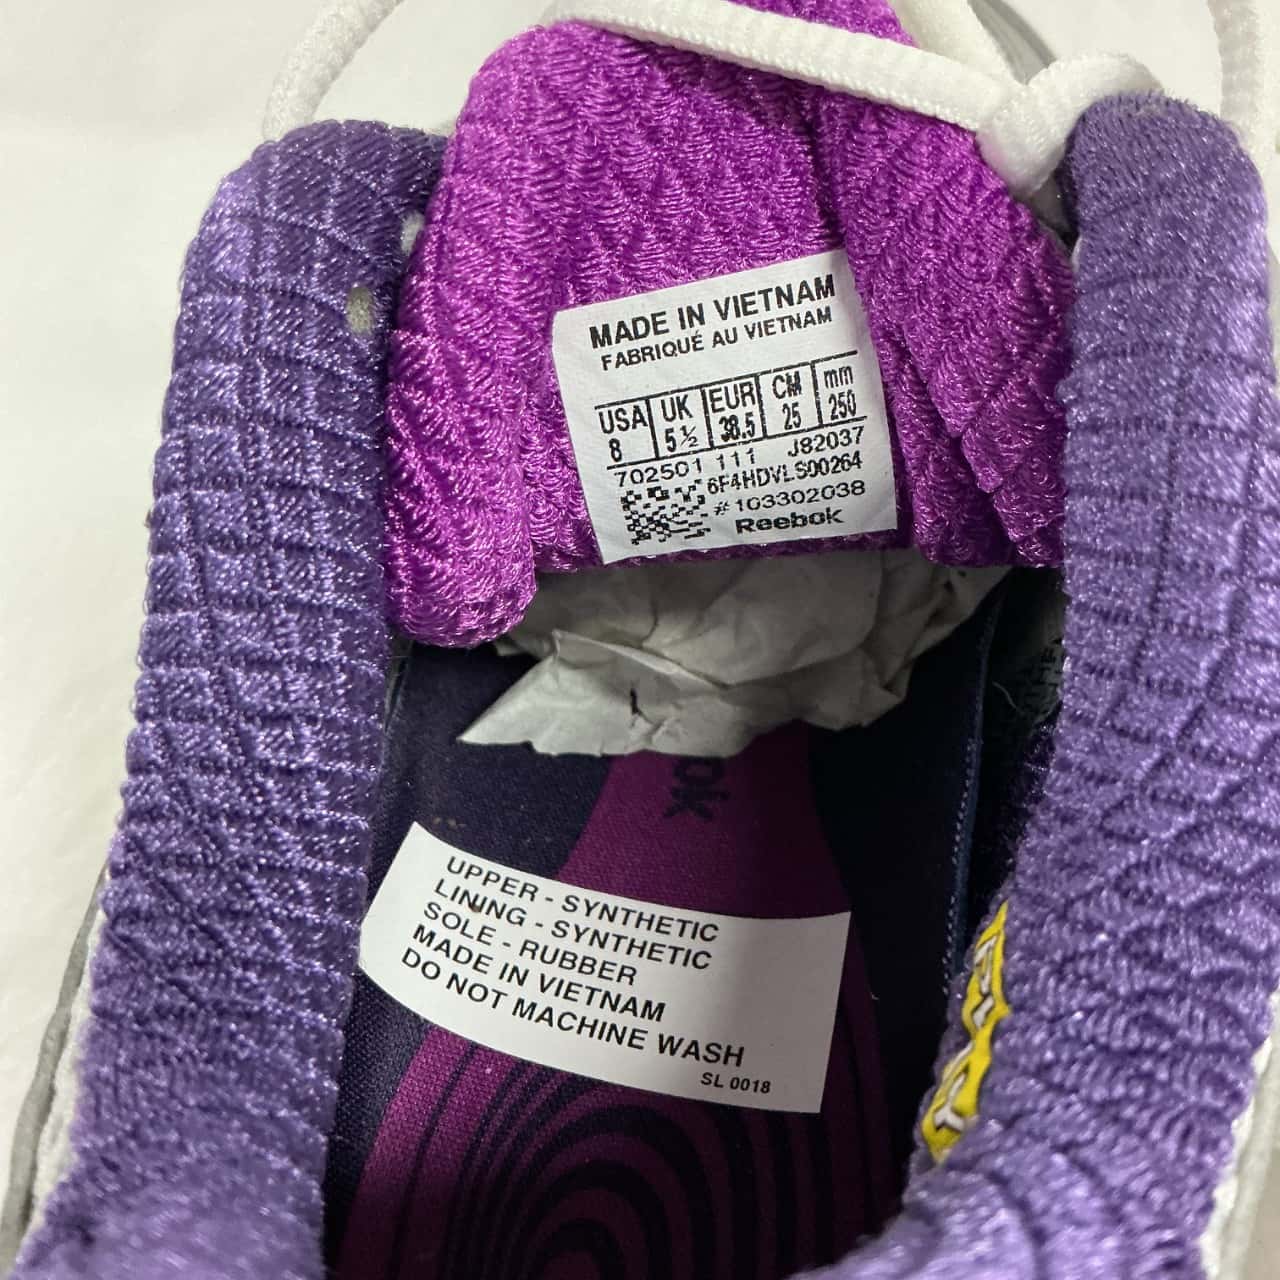 MADE IN VIETNAM
FABRIQUÉ AU VIETNAM
USA UK EUR CM mm
8 5½ 38.5 25 250
702501 111 J82037
6F4HDVLS00264
#103302038
Reebok
ok
UPPER - SYNTHETIC
LINING - SYNTHETIC
SOLE - RUBBER
MADE IN VIETNAM
DO NOT MACHINE WASH
SL 0018